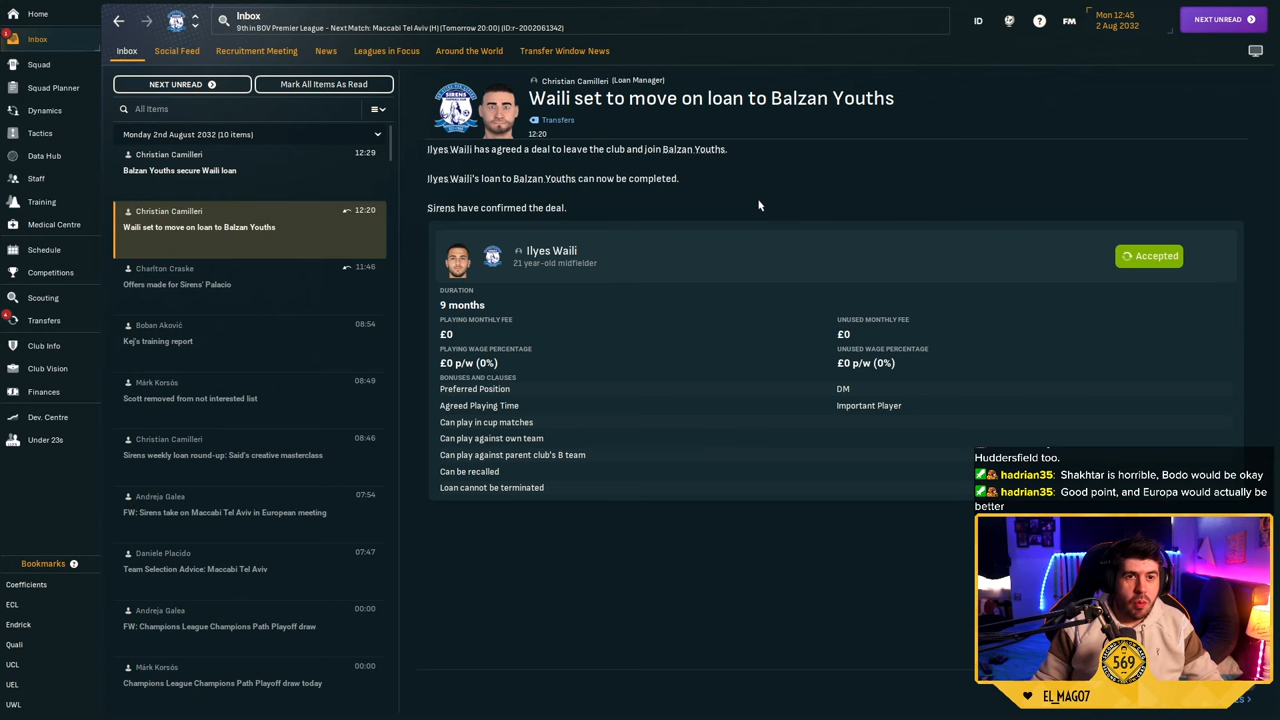 Home
Inbox
Squad
Squad Planner
Dynamics
Tactics
Data Hub
Staff
Training
Medical Centre
Schedule
Competitions
Scouting
Transfers
Club Info
Club Vision
Finances
Dev. Centre
Under 23s
Bookmarks
Coefficients
ECL
Endrick
Quali
UCL
UEL
UWL
Inbox
9th in BOV Premier League - Next Match: Maccabi Tel Aviv (H) (Tomorrow 20:00) (ID:r-2002061342)
ID
FM
Mon 12:45
2 Aug 2032
NEXT UNREAD
Inbox
Social Feed
Recruitment Meeting
News
Leagues in Focus
Around the World
Transfer Window News
NEXT UNREAD
Mark All Items As Read
All Items
Monday 2nd August 2032 (10 items)
Christian Camilleri 12:29
Balzan Youths secure Waili loan
Christian Camilleri 12:20
Waili set to move on loan to Balzan Youths
Charlton Craske 11:46
Offers made for Sirens' Palacio
Boban Aković 08:54
Kej's training report
Márk Korsós 08:49
Scott removed from not interested list
Christian Camilleri 08:46
Sirens weekly loan round-up: Said's creative masterclass
Andreja Galea 07:54
FW: Sirens take on Maccabi Tel Aviv in European meeting
Daniele Placido 07:47
Team Selection Advice: Maccabi Tel Aviv
Andreja Galea 00:00
FW: Champions League Champions Path Playoff draw
Márk Korsós 00:00
Champions League Champions Path Playoff draw today
SIRENS
Christian Camilleri (Loan Manager)
Waili set to move on loan to Balzan Youths
Transfers
12:20
Ilyes Waili has agreed a deal to leave the club and join Balzan Youths.
Ilyes Waili's loan to Balzan Youths can now be completed.
Sirens have confirmed the deal.
Ilyes Waili
21 year-old midfielder
Accepted
DURATION
9 months
PLAYING MONTHLY FEE
£0
UNUSED MONTHLY FEE
£0
PLAYING WAGE PERCENTAGE
£0 p/w (0%)
UNUSED WAGE PERCENTAGE
£0 p/w (0%)
BONUSES AND CLAUSES
Preferred Position DM
Agreed Playing Time Important Player
Can play in cup matches
Can play against own team
Can play against parent club's B team
Can be recalled
Loan cannot be terminated
Huddersfield too.
hadrian35: Shakhtar is horrible, Bodo would be okay
hadrian35: Good point, and Europa would actually be
better
569
EL_MAG07